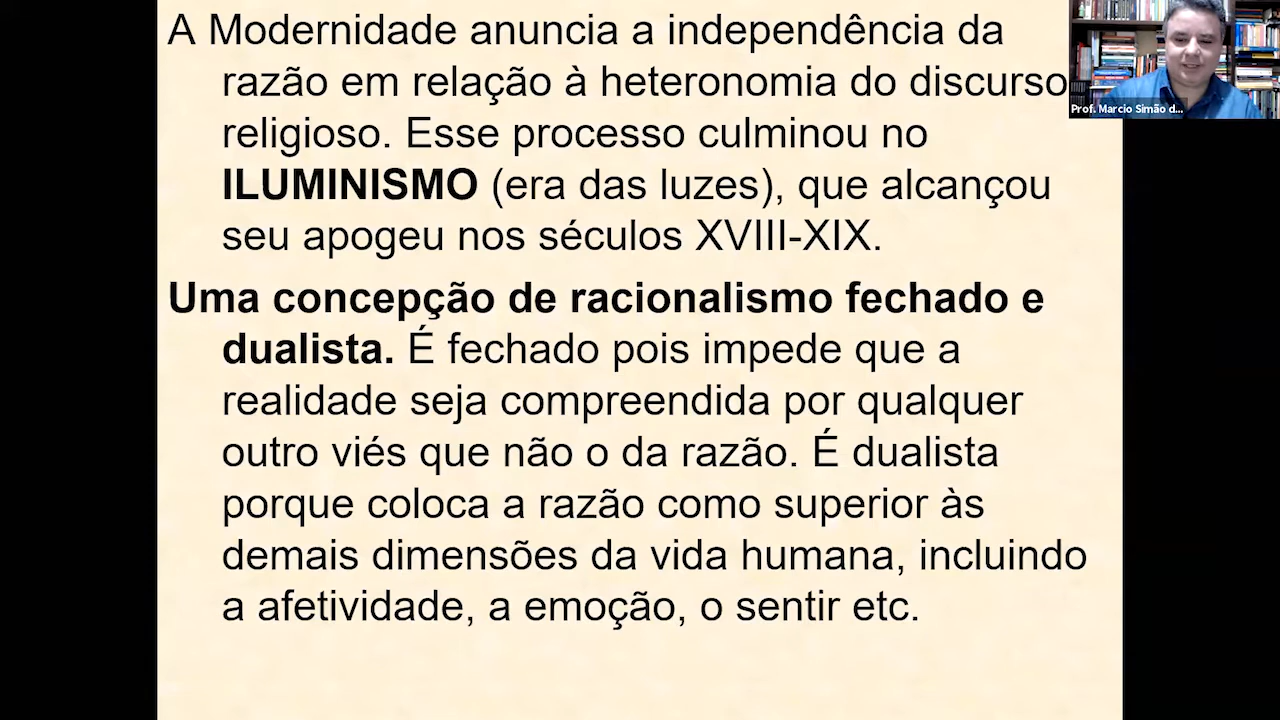 A Modernidade anuncia a independência da
razão em relação à heteronomia do discurso
religioso. Esse processo culminou no
ILUMINISMO (era das luzes), que alcançou
seu apogeu nos séculos XVIII-XIX.
Uma concepção de racionalismo fechado e
dualista. É fechado pois impede que a
realidade seja compreendida por qualquer
outro viés que não o da razão. É dualista
porque coloca a razão como superior às
demais dimensões da vida humana, incluindo
a afetividade, a emoção, o sentir etc.
Prof. Marcio Simão d...